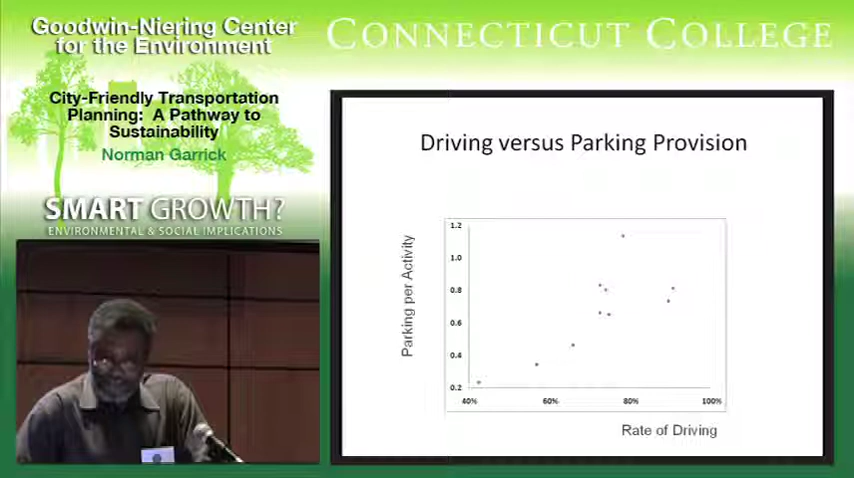 Goodwin-Niering Center
for the Environment
CONNECTICUT COLLEGE
City-Friendly Transportation
Planning: A Pathway to
Sustainability
Norman Garrick
SMART GROWTH?
ENVIRONMENTAL & SOCIAL IMPLICATIONS
Driving versus Parking Provision
Parking per Activity
1.2
1.0
0.8
0.6
0.4
0.2
40%
60%
80%
100%
Rate of Driving